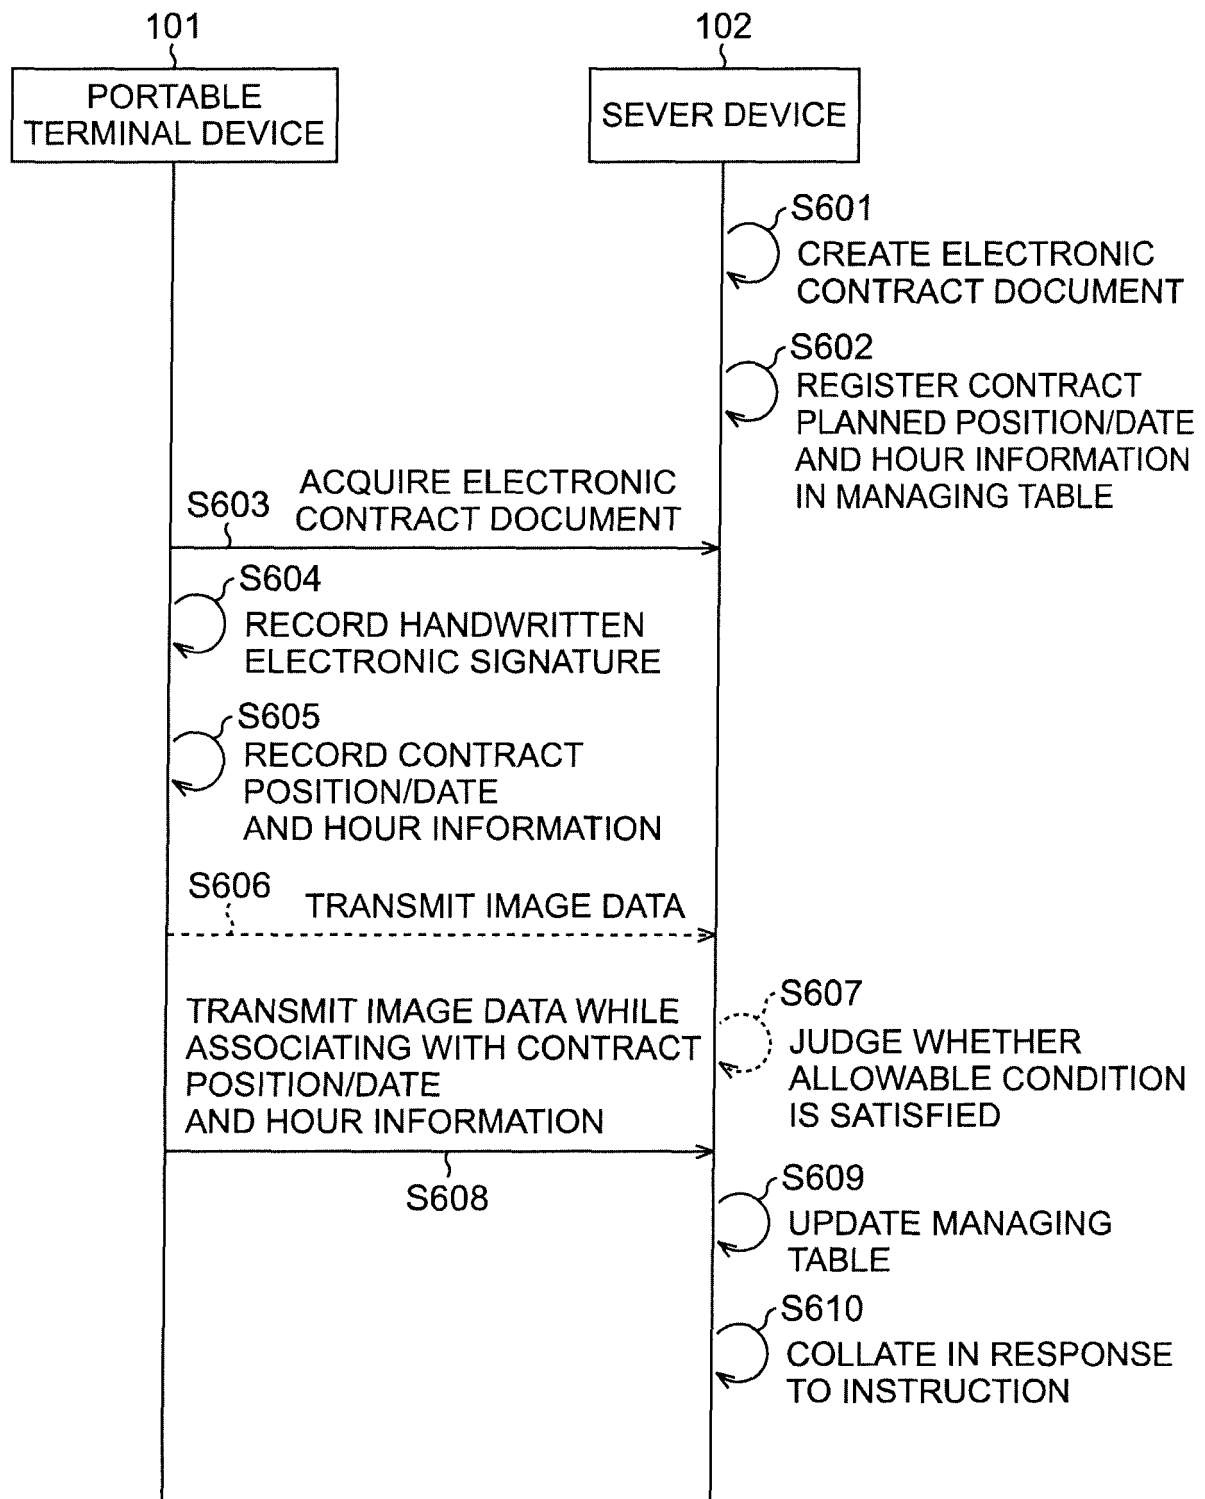 101
102
PORTABLE
TERMINAL DEVICE
SEVER DEVICE
S601
CREATE ELECTRONIC
CONTRACT DOCUMENT
S602
REGISTER CONTRACT
PLANNED POSITION/DATE
AND HOUR INFORMATION
IN MANAGING TABLE
S603
ACQUIRE ELECTRONIC
CONTRACT DOCUMENT
S604
RECORD HANDWRITTEN
ELECTRONIC SIGNATURE
S605
RECORD CONTRACT
POSITION/DATE
AND HOUR INFORMATION
S606
TRANSMIT IMAGE DATA
S607
JUDGE WHETHER
ALLOWABLE CONDITION
IS SATISFIED
TRANSMIT IMAGE DATA WHILE
ASSOCIATING WITH CONTRACT
POSITION/DATE
AND HOUR INFORMATION
S608
S609
UPDATE MANAGING
TABLE
S610
COLLATE IN RESPONSE
TO INSTRUCTION